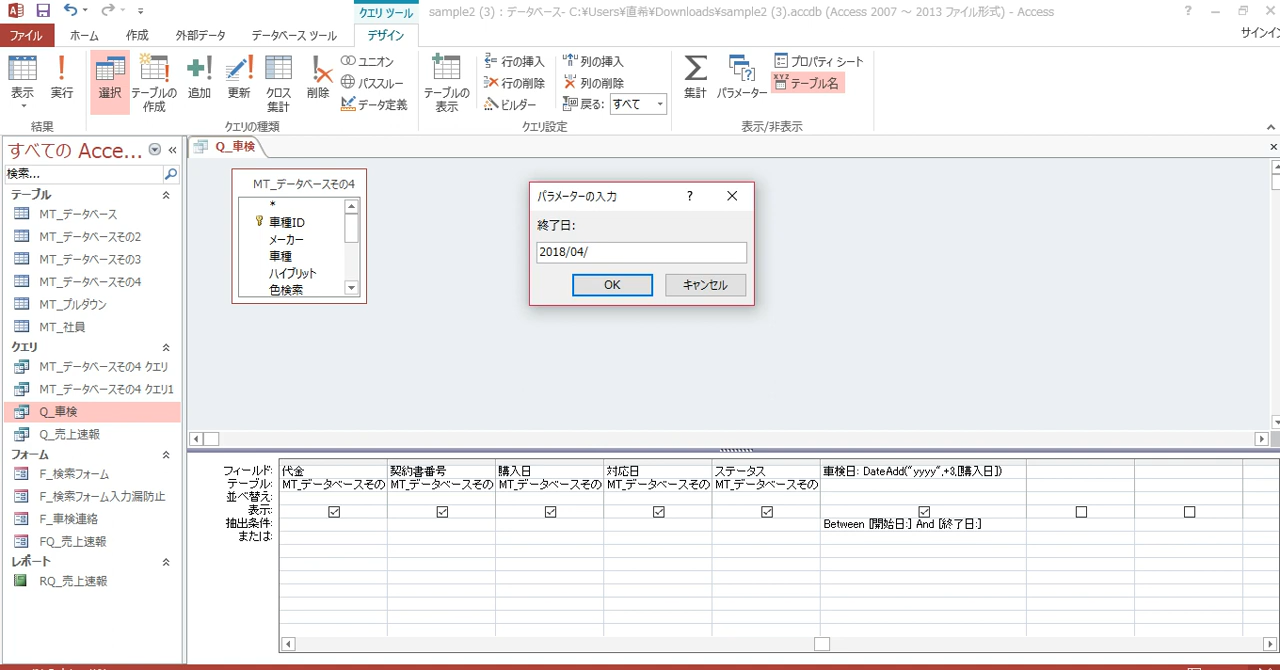 クエリ ツール
sample2 (3) : データベース- C:¥Users¥直希¥Downloads¥sample2 (3).accdb (Access 2007 ～ 2013 ファイル形式) - Access
ファイル ホーム 作成 外部データ データベース ツール デザイン サインイン
表示
実行
結果
選択
テーブルの作成
追加
更新
クロス集計
削除
ユニオン
パススルー
データ定義
クエリの種類
テーブルの表示
行の挿入
行の削除
ビルダー
列の挿入
列の削除
戻る: すべて
クエリ設定
集計
パラメーター
プロパティ シート
テーブル名
表示/非表示
すべての Acce...
検索...
テーブル
MT_データベース
MT_データベースその2
MT_データベースその3
MT_データベースその4
MT_プルダウン
MT_社員
クエリ
MT_データベースその4 クエリ
MT_データベースその4 クエリ1
Q_車検
Q_売上速報
フォーム
F_検索フォーム
F_検索フォーム入力漏防止
F_車検連絡
FQ_売上速報
レポート
RQ_売上速報
Q_車検
MT_データベースその4
*
車種ID
メーカー
車種
ハイブリット
色検索
パラメーターの入力
?
終了日:
2018/04/
OK キャンセル
フィールド: 代金 契約書番号 購入日 対応日 ステータス 車検日: DateAdd("yyyy",+3,[購入日])
テーブル: MT_データベースその MT_データベースその MT_データベースその MT_データベースその MT_データベースその
並べ替え:
表示:
抽出条件: Between [開始日:] And [終了日:]
または: